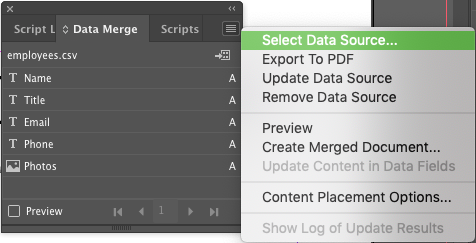 Script L
Data Merge
Scripts
employees.csv
T Name A
T Title A
T Email A
T Phone A
Photos A
Preview
1
Select Data Source...
Export To PDF
Update Data Source
Remove Data Source
Preview
Create Merged Document...
Update Content in Data Fields
Content Placement Options...
Show Log of Update Results